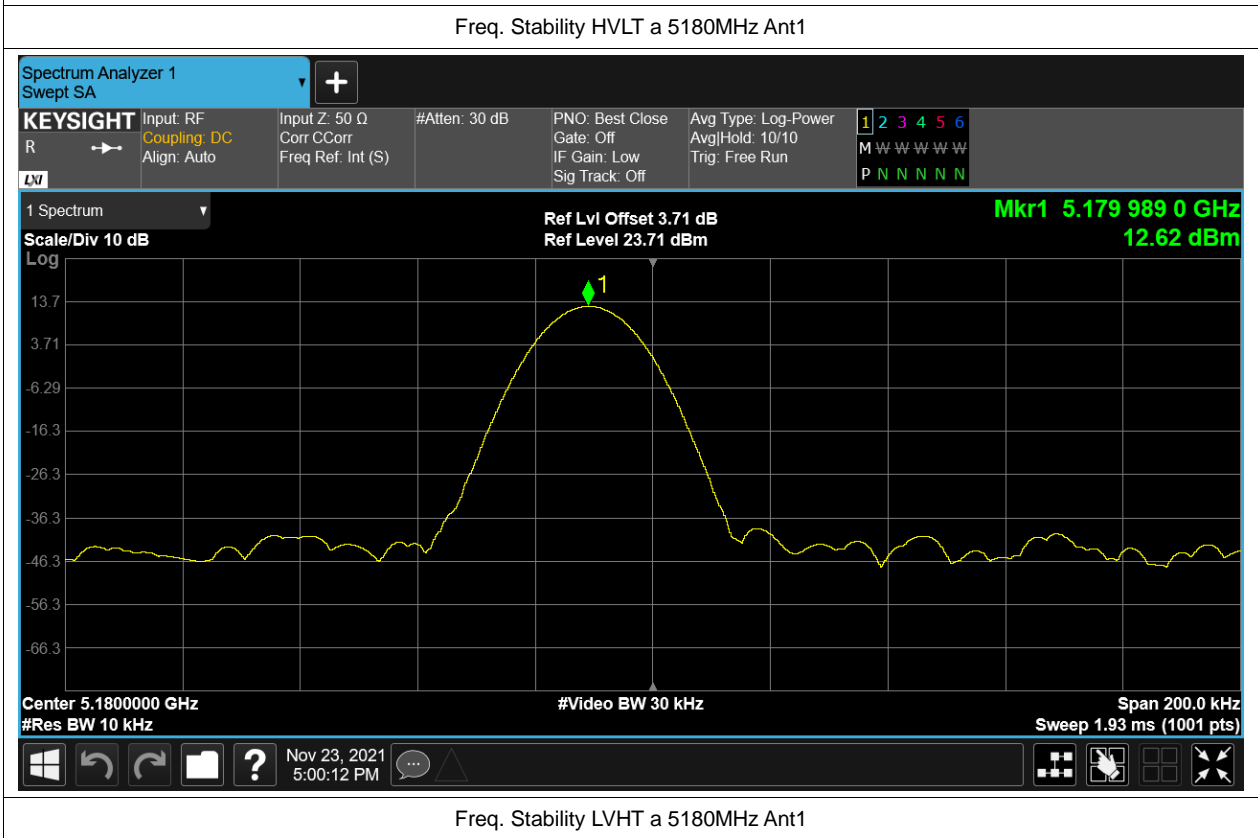 Freq. Stability HVLT a 5180MHz Ant1
Spectrum Analyzer 1
Swept SA
KEYSIGHT
R
LXI
Input: RF
Coupling: DC
Align: Auto
Input Z: 50 Ω
Corr CCorr
Freq Ref: Int (S)
#Atten: 30 dB
PNO: Best Close
Gate: Off
IF Gain: Low
Sig Track: Off
Avg Type: Log-Power
Avg|Hold: 10/10
Trig: Free Run
1 2 3 4 5 6
M W W W W W
P N N N N N
1 Spectrum
Scale/Div 10 dB
Log
Ref Lvl Offset 3.71 dB
Ref Level 23.71 dBm
Mkr1 5.179 989 0 GHz
12.62 dBm
1
13.7
3.71
-6.29
-16.3
-26.3
-36.3
-46.3
-56.3
-66.3
Center 5.1800000 GHz
#Res BW 10 kHz
#Video BW 30 kHz
Span 200.0 kHz
Sweep 1.93 ms (1001 pts)
Nov 23, 2021
5:00:12 PM
Freq. Stability LVHT a 5180MHz Ant1